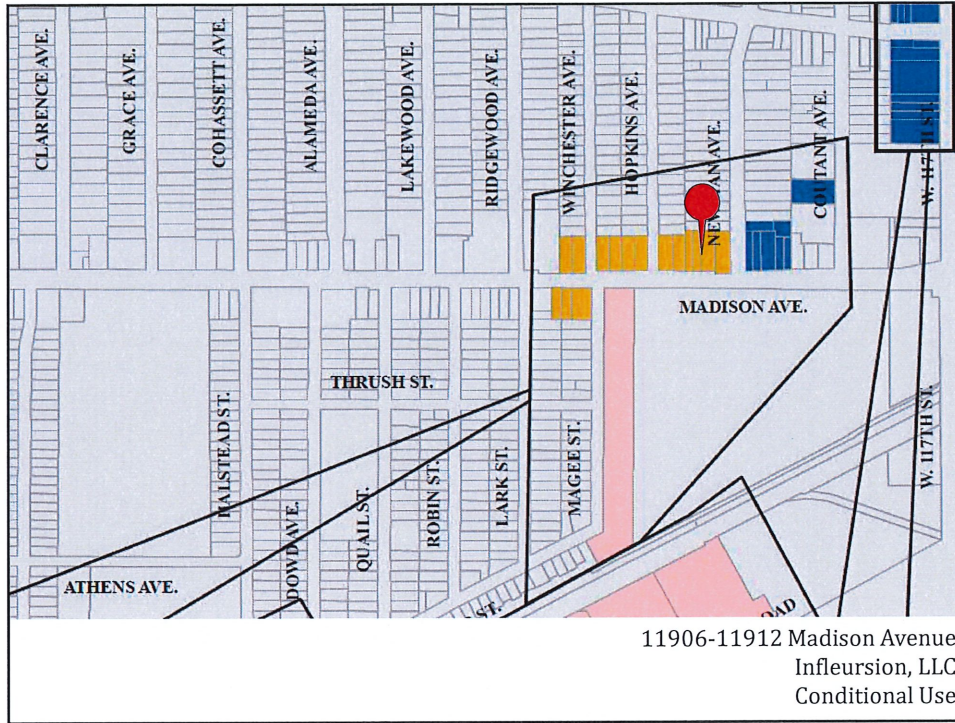 CLARENCE AVE.
GRACE AVE.
COHASSETT AVE.
ALAMEDA AVE.
LAKEWOOD AVE.
RIDGEWOOD AVE.
WINCHESTER AVE.
HOPKINS AVE.
AVE.
COUTANT AVE.
W. 117TH ST.
MADISON AVE.
THRUSH ST.
HALSTEAD ST.
DOWD AVE.
QUAIL ST.
ROBIN ST.
LARK ST.
MAGEE ST.
W. 117TH ST.
ATHENS AVE.
ST.
11906-11912 Madison Avenue
Infleursion, LLC
Conditional Use